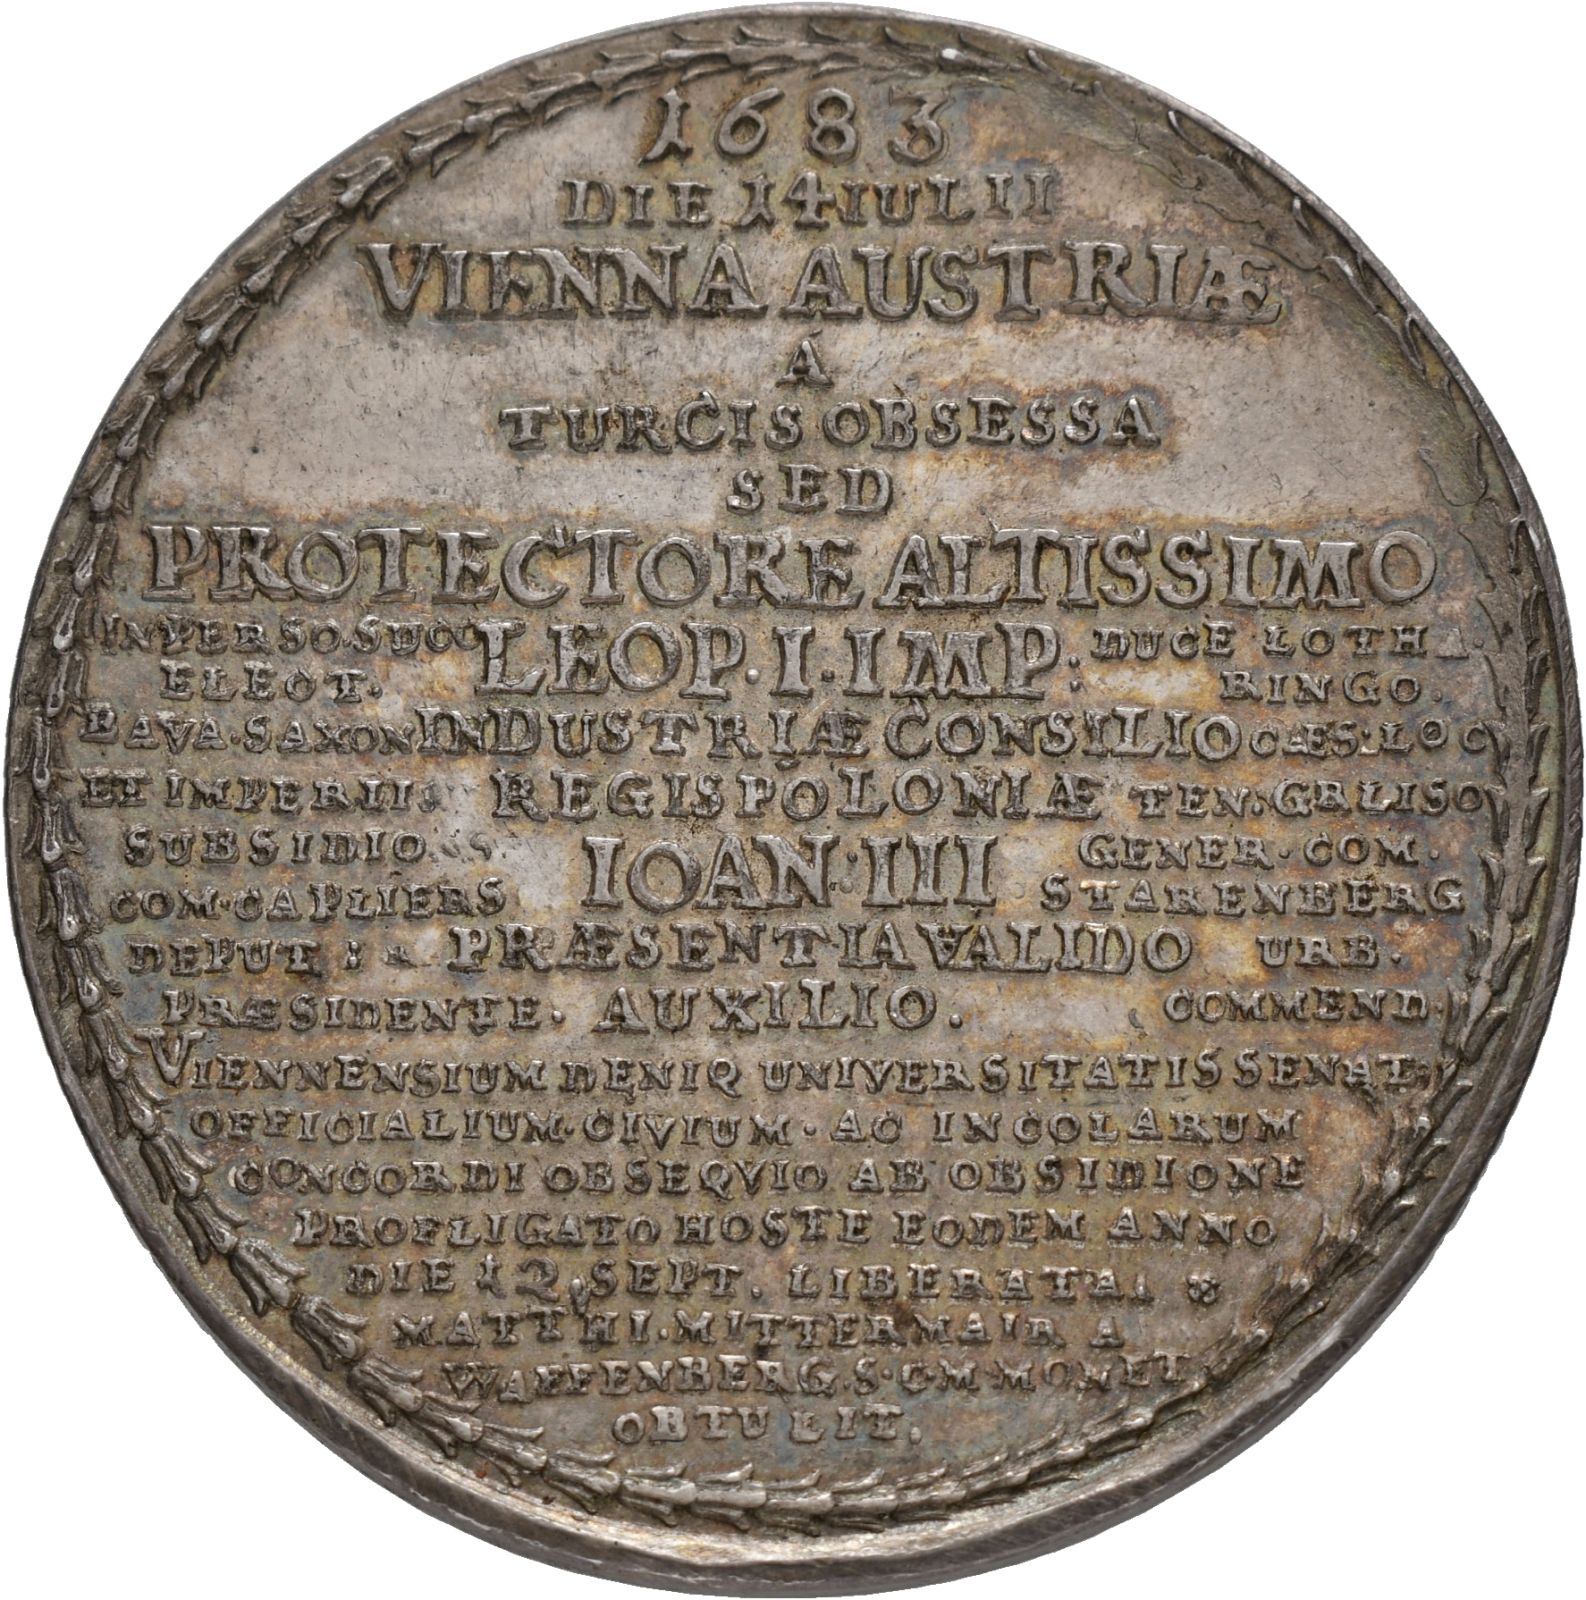 1683
DIE 14 IULII
VIENNA AUSTRIÆ
A
TURCIS OBSESSA
SED
PROTECTORE ALTISSIMO
IN PERSO. SUCC LEOP. I. IMP: DUCE LOTHA.
ELECT. RINGO.
BAVA. SAXON INDUSTRIÆ CONSILIO CÆS: LOC
ET IMPERII: REGIS POLONIÆ TEN. GRLISO
SUBSIDIO IOAN: III GENER. COM.
COM. CAPLIERS STARENBERG
DEPUT: PRÆSENTIA VALIDO URB.
PRÆSIDENTE. AUXILIO. COMMEND.
VIENNENSIUM DENIQ UNIVERSITATIS SENAT.
OFFICIALIUM. CIVIUM. AC INCOLARUM
CONCORDI OBSEQVIO AB OBSIDIONE
PROFLIGATO HOSTE EODEM ANNO
DIE 12, SEPT. LIBERATA.
MATTHI. MITTERMAIR A
WAFFENBERG. S. C. M. MONET
OBTULIT.